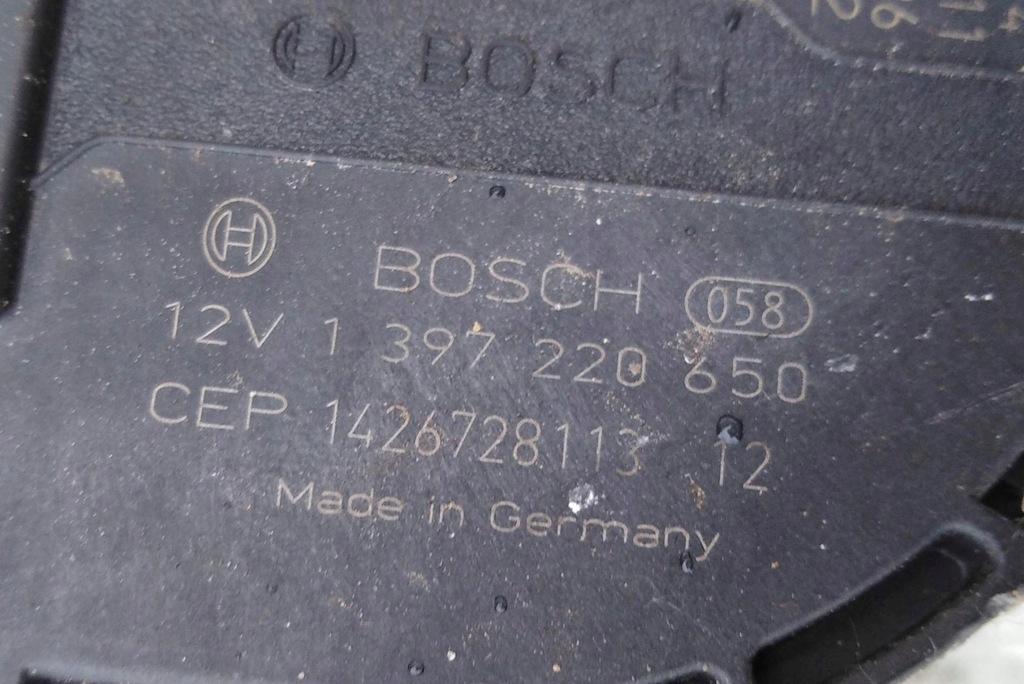 BOSCH
BOSCH 058
12V 1 397 220 650
CEP 1426728113 12
Made in Germany